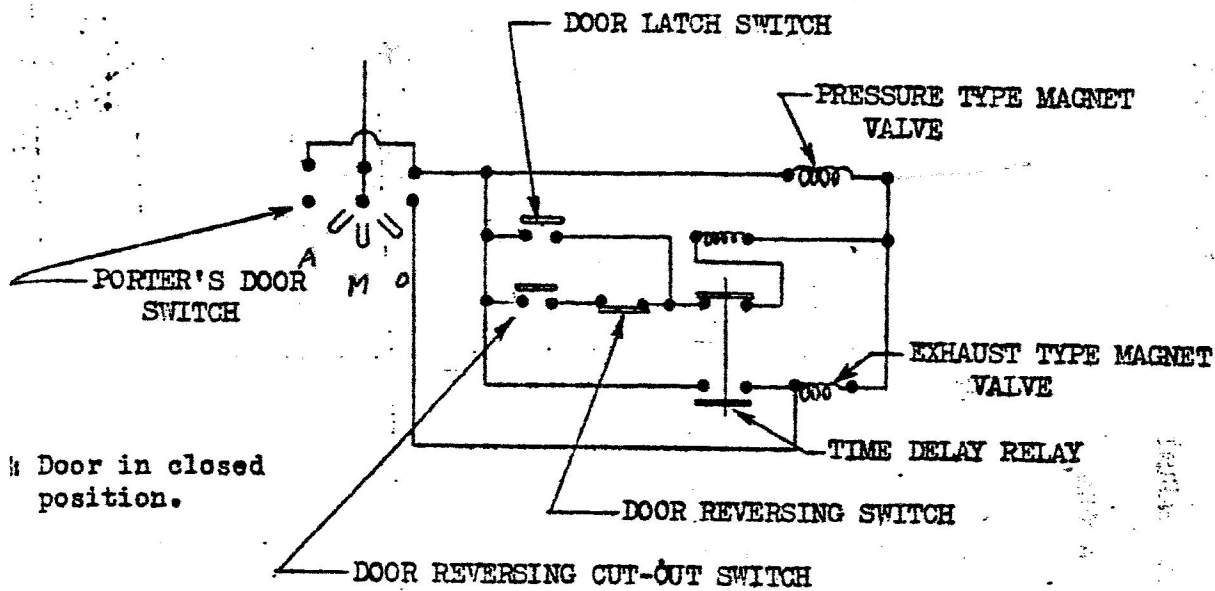 DOOR LATCH SWITCH
PRESSURE TYPE MAGNET
VALVE
A
M
O
PORTER'S DOOR
SWITCH
EXHAUST TYPE MAGNET
VALVE
TIME DELAY RELAY
Door in closed
position.
DOOR REVERSING SWITCH
DOOR REVERSING CUT-OUT SWITCH